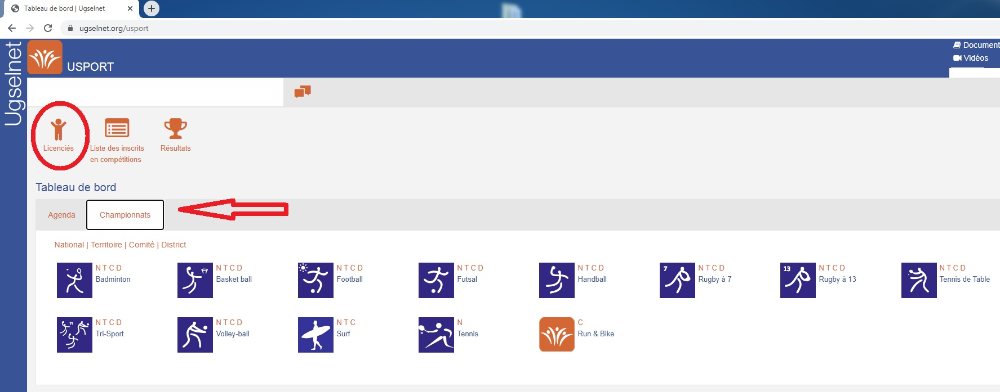 Tableau de bord | Ugselnet
ugselnet.org/usport
Ugselnet
USPORT
Document
Vidéos
Licenciés
Liste des inscrits
en compétitions
Résultats
Tableau de bord
Agenda
Championnats
National | Territoire | Comité | District
N T C D
Badminton
N T C D
Basket ball
N T C D
Football
N T C D
Futsal
N T C D
Handball
7
N T C D
Rugby à 7
13
N T C D
Rugby à 13
N T C D
Tennis de Table
N T C D
Tri-Sport
N T C D
Volley-ball
N T C
Surf
N
Tennis
C
Run & Bike